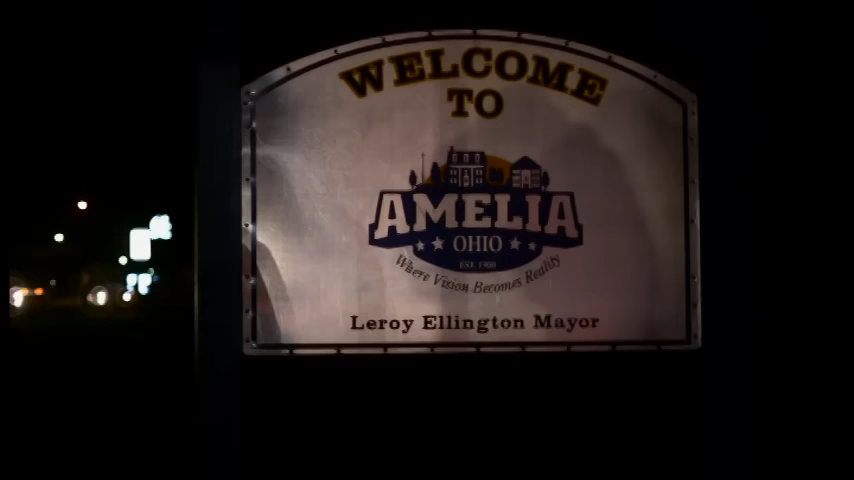 WELCOME
TO
AMELIA
OHIO
EST. 1900
Where Vision Becomes Reality
Leroy Ellington Mayor